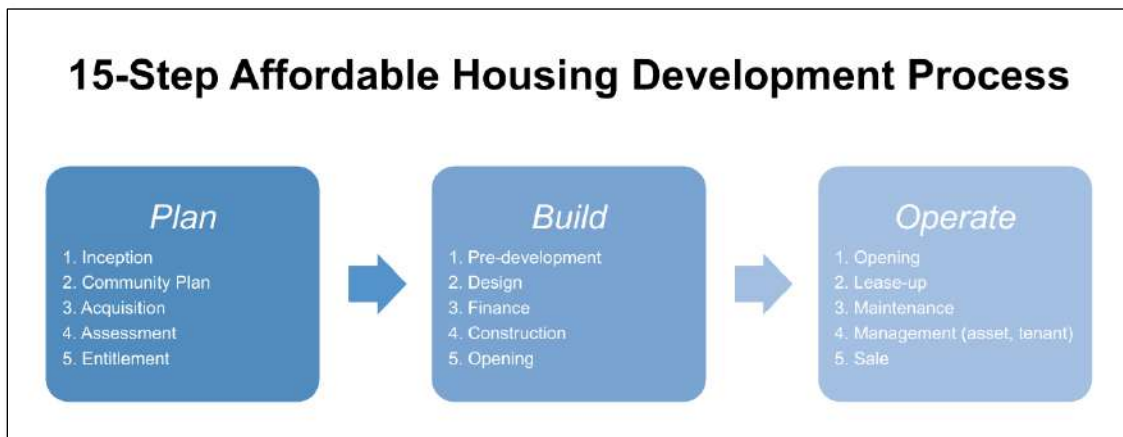 15-Step Affordable Housing Development Process
Plan
1. Inception
2. Community Plan
3. Acquisition
4. Assessment
5. Entitlement
Build
1. Pre-development
2. Design
3. Finance
4. Construction
5. Opening
Operate
1. Opening
2. Lease-up
3. Maintenance
4. Management (asset, tenant)
5. Sale